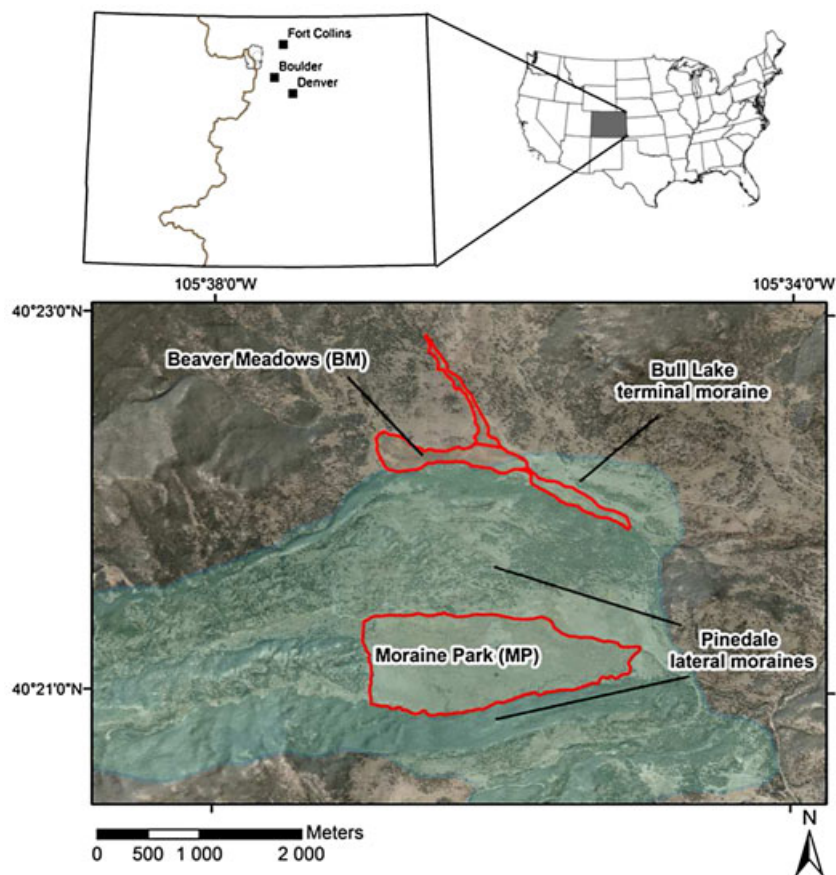 Fort Collins
Boulder
Denver
105°38'0"W
105°34'0"W
40°23'0"N
Beaver Meadows (BM)
Bull Lake
terminal moraine
Moraine Park (MP)
Pinedale
lateral moraines
40°21'0"N
Meters
0 500 1 000 2 000
N